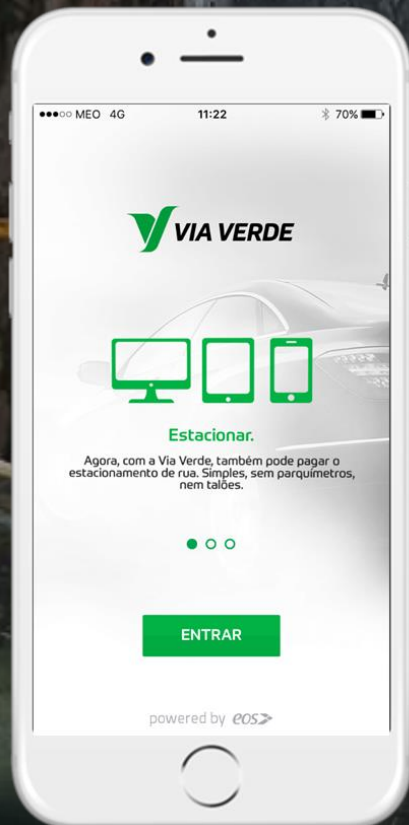 MEO 4G 11:22 70%
VIA VERDE
Estacionar.
Agora, com a Via Verde, também pode pagar o
estacionamento de rua. Simples, sem parquímetros,
nem talões.
ENTRAR
powered by eos